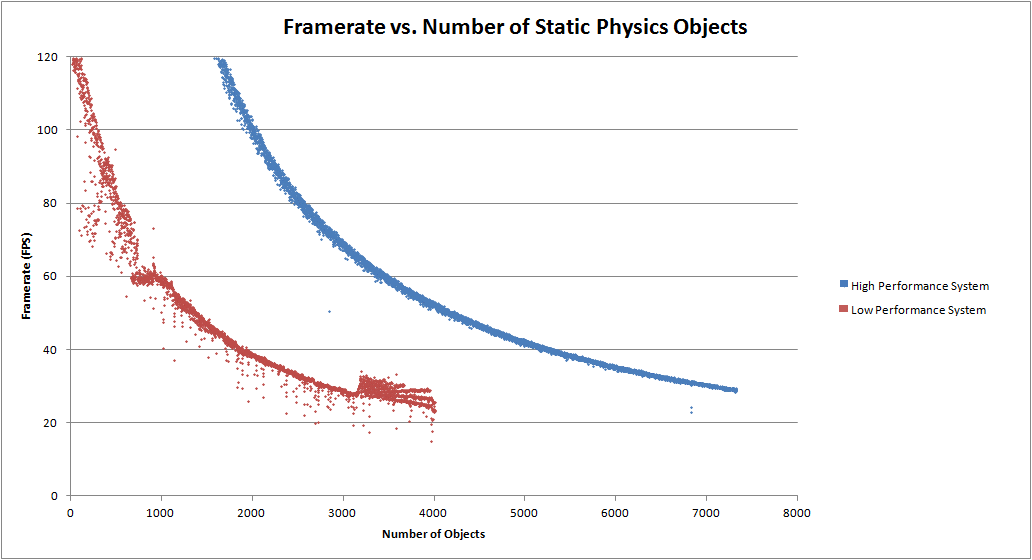 Framerate vs. Number of Static Physics Objects
120
100
80
60
40
20
0
Framerate (FPS)
0 1000 2000 3000 4000 5000 6000 7000 8000
Number of Objects
High Performance System
Low Performance System